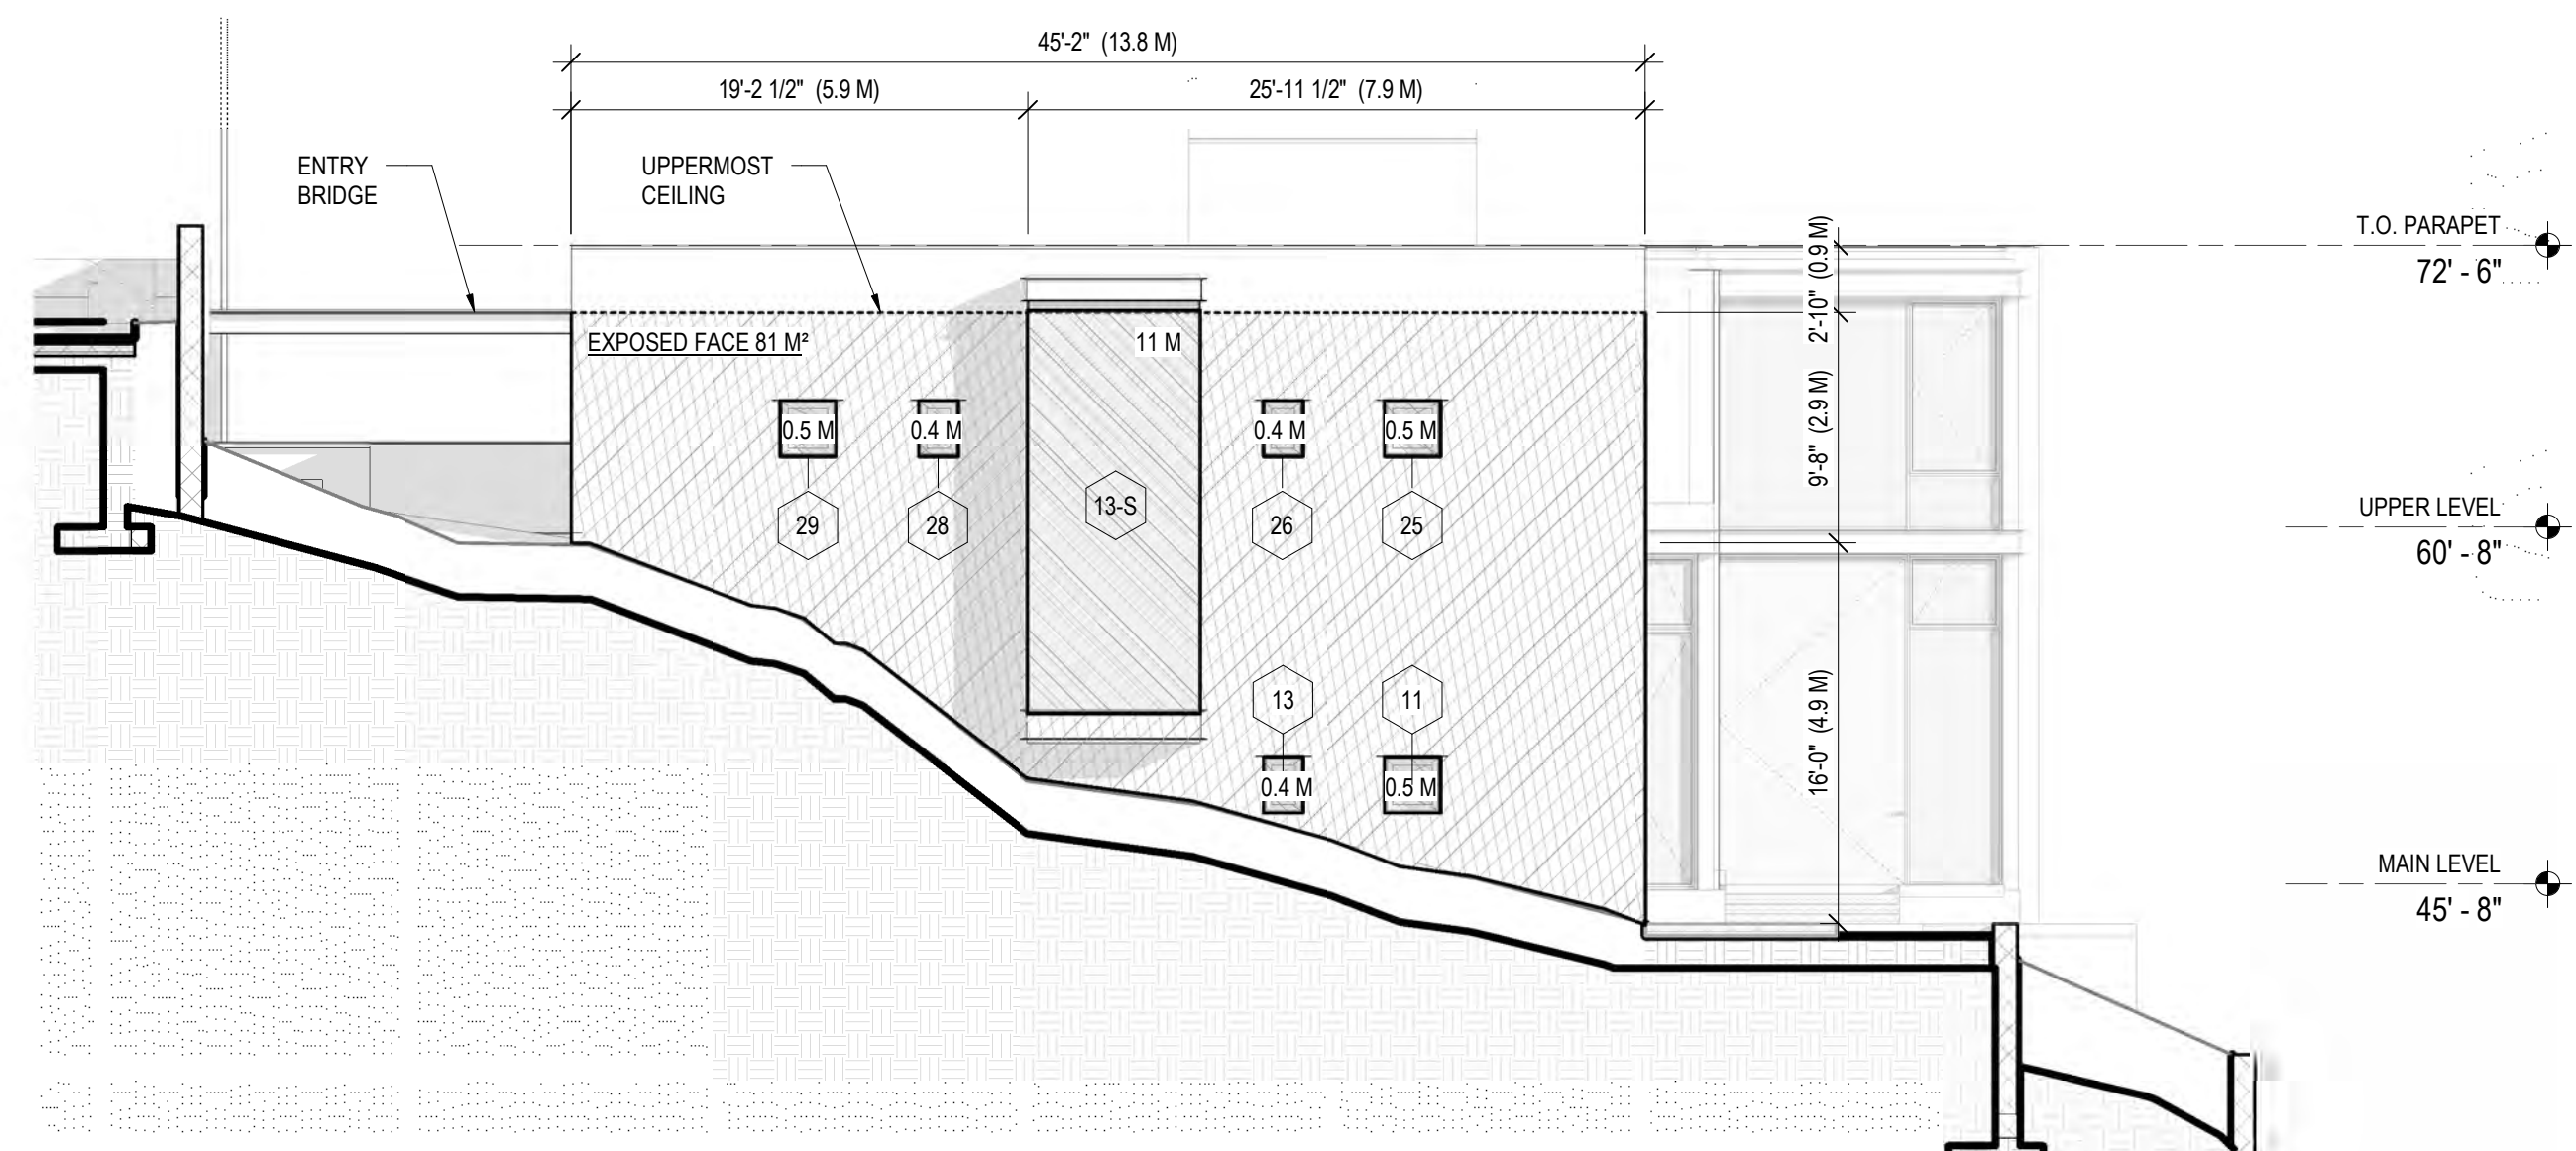 45'-2" (13.8 M)
19'-2 1/2" (5.9 M)
25'-11 1/2" (7.9 M)
ENTRY
BRIDGE
UPPERMOST
CEILING
T.O. PARAPET
72' - 6"
2'-10" (0.9 M)
EXPOSED FACE 81 M²
11 M
9'-8" (2.9 M)
0.5 M
0.4 M
0.4 M
0.5 M
29
28
13-S
26
25
UPPER LEVEL
60' - 8"
13
11
16'-0" (4.9 M)
0.4 M
0.5 M
MAIN LEVEL
45' - 8"